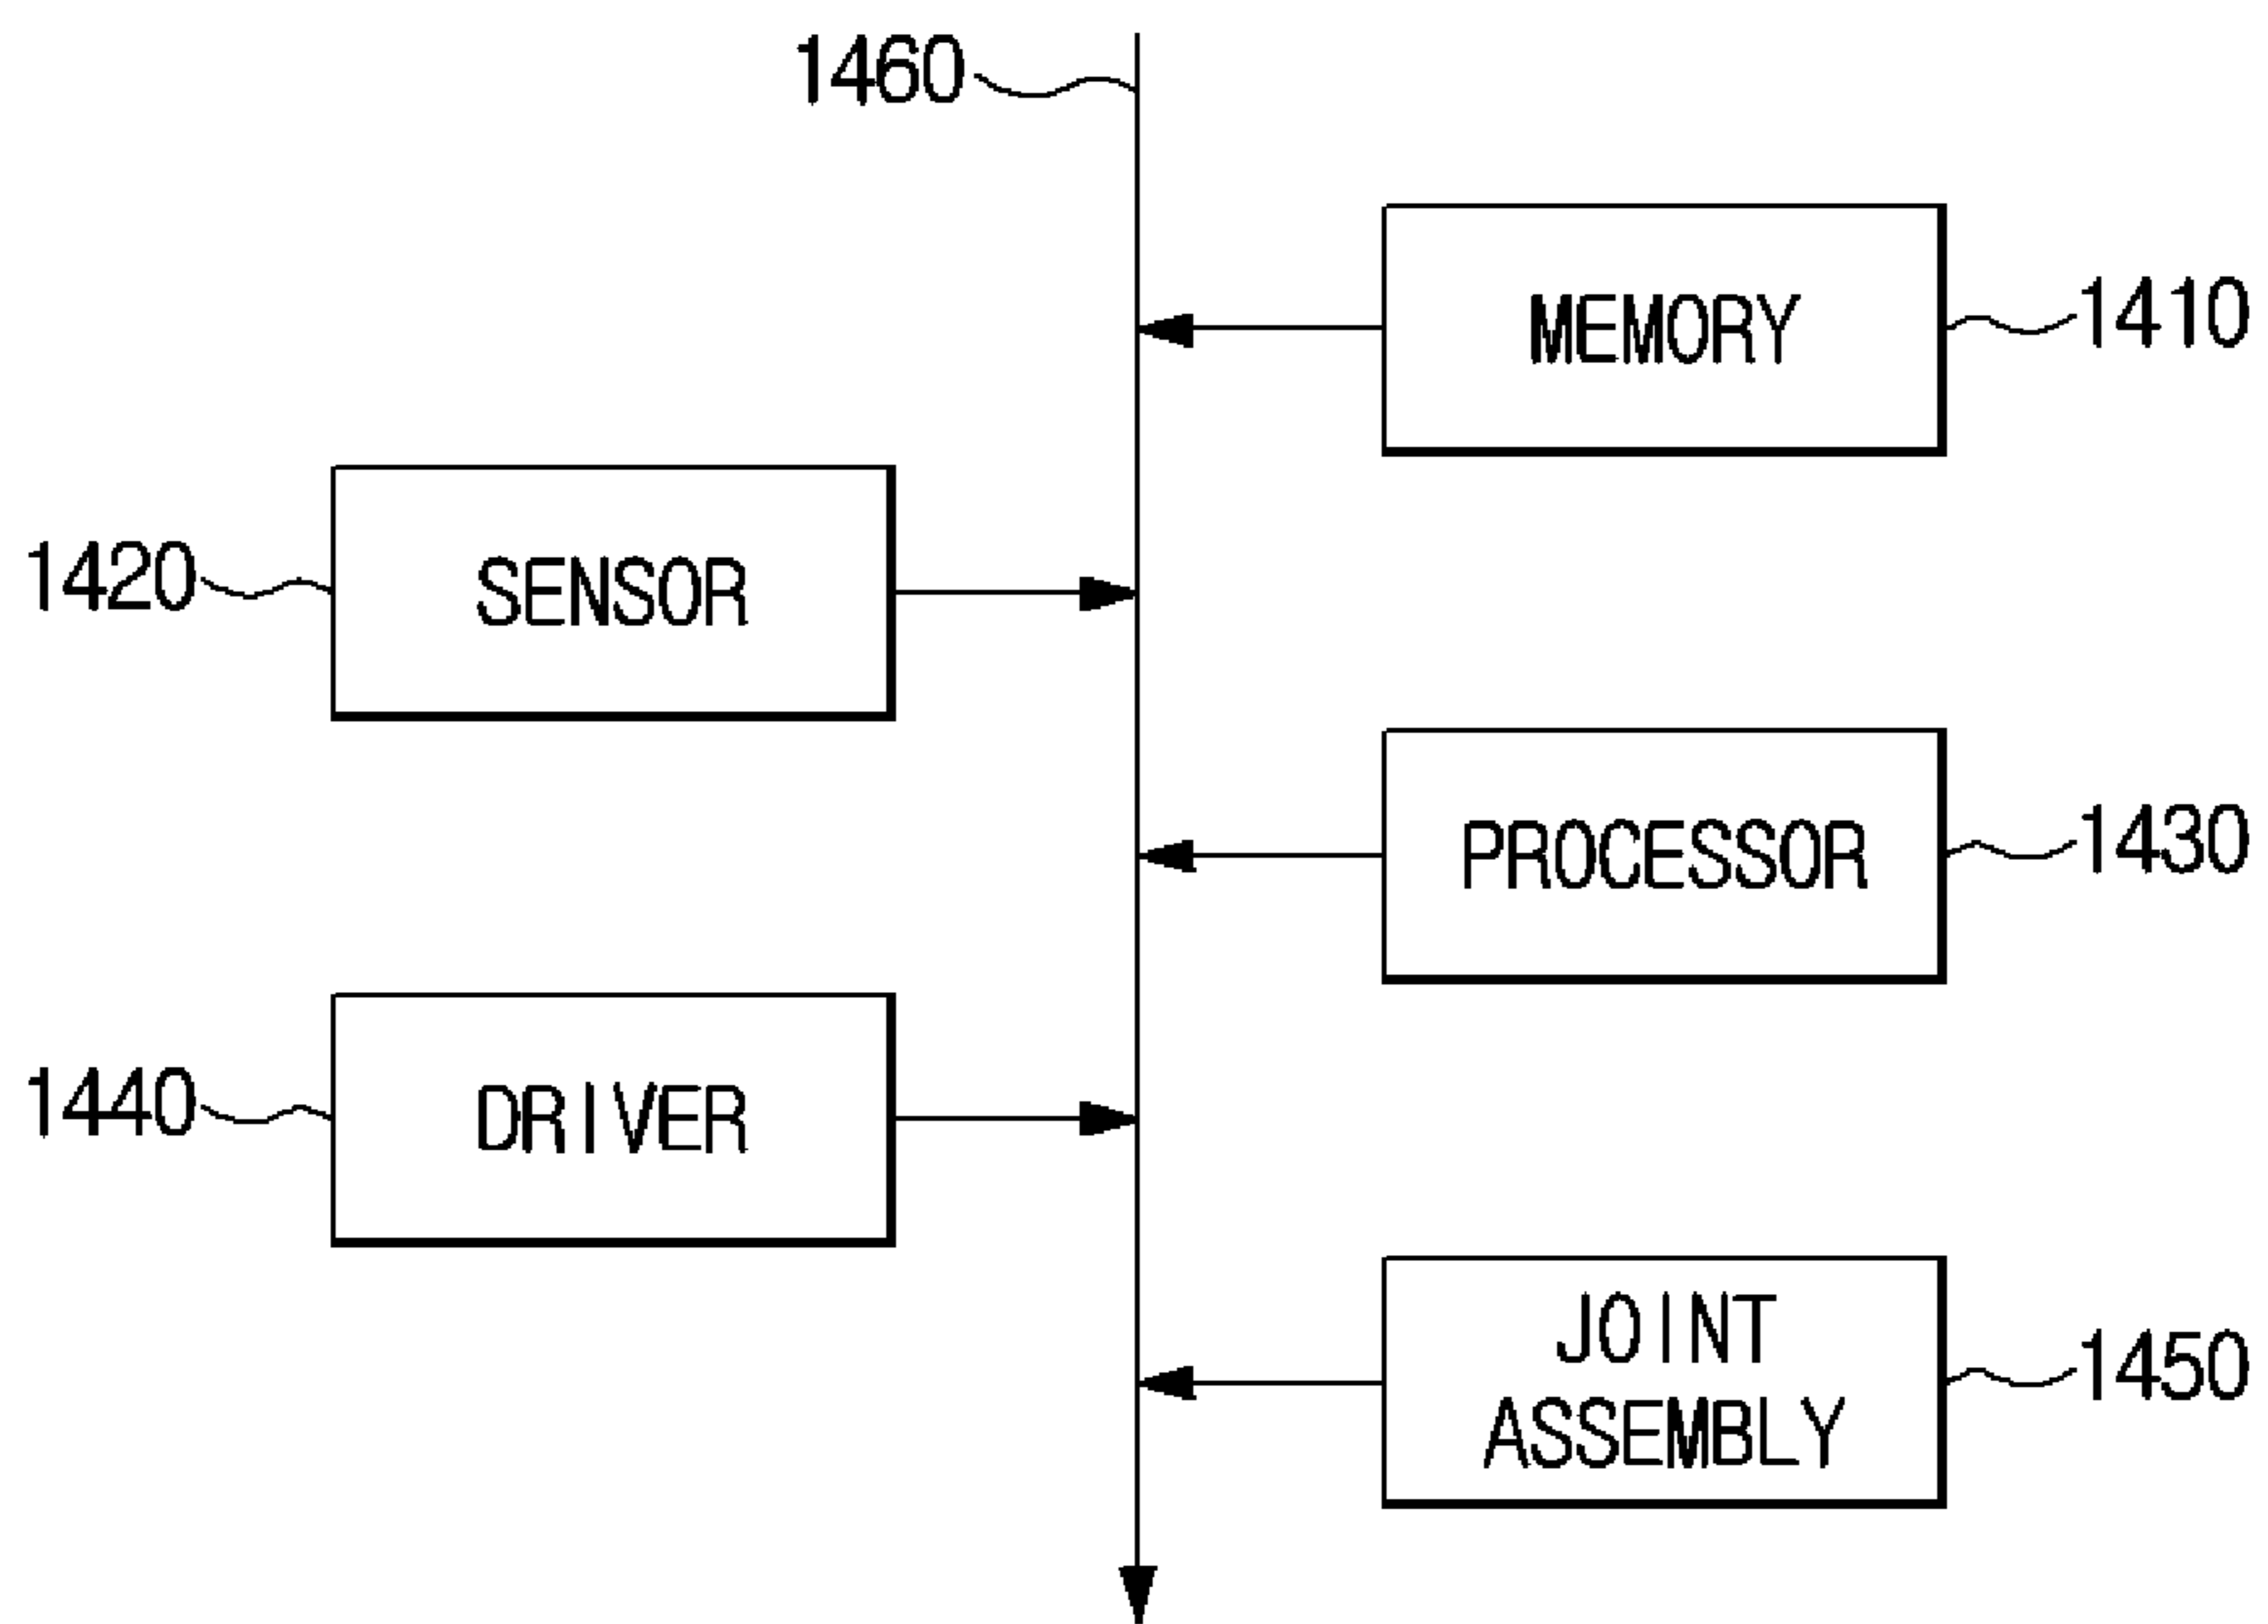 1460
MEMORY
1410
1420
SENSOR
PROCESSOR
1430
1440
DRIVER
JOINT
ASSEMBLY
1450